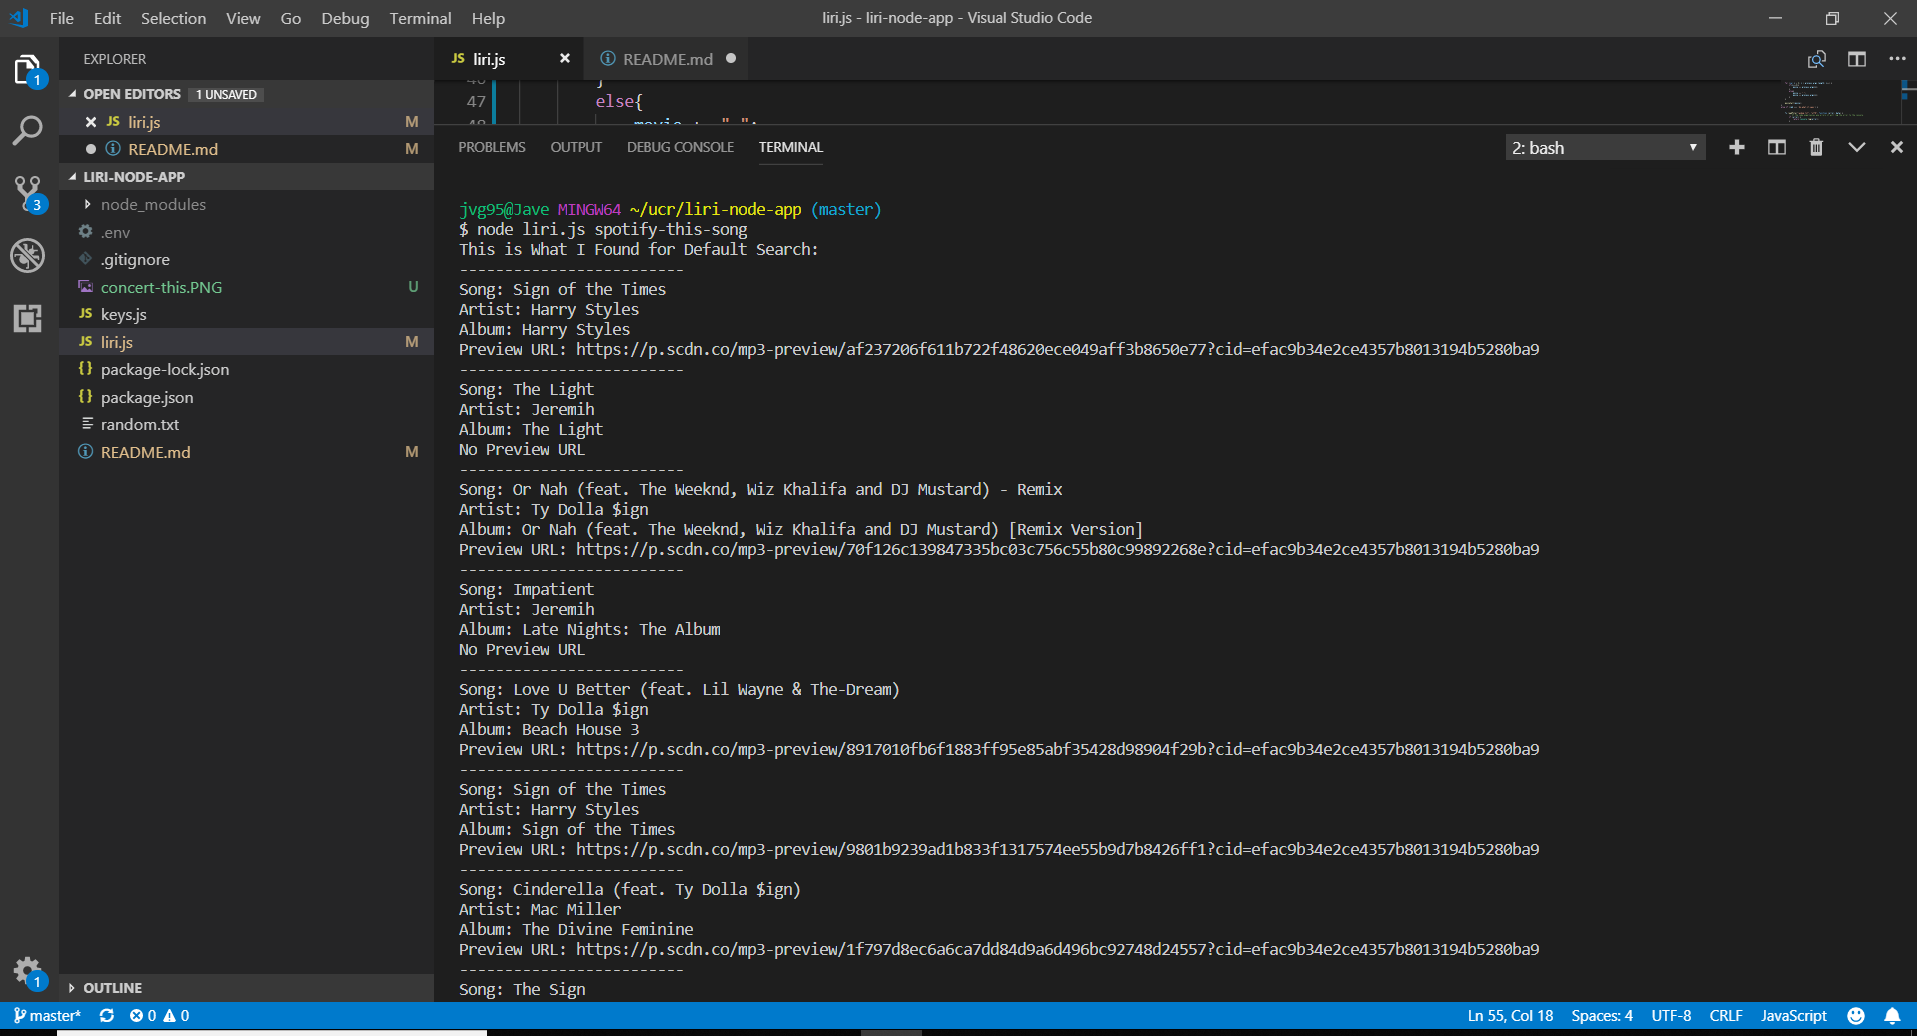 File Edit Selection View Go Debug Terminal Help
liri.js - liri-node-app - Visual Studio Code
EXPLORER
OPEN EDITORS 1 UNSAVED
JS liri.js M
README.md M
LIRI-NODE-APP
node_modules
.env
.gitignore
concert-this.PNG U
JS keys.js
JS liri.js M
{} package-lock.json
{} package.json
random.txt
README.md M
OUTLINE
1
3
1
JS liri.js
README.md
46 }
47 else{
48 movie
PROBLEMS OUTPUT DEBUG CONSOLE TERMINAL
2: bash
jvg95@Jave MINGW64 ~/ucr/liri-node-app (master)
$ node liri.js spotify-this-song
This is What I Found for Default Search:
-------------------------
Song: Sign of the Times
Artist: Harry Styles
Album: Harry Styles
Preview URL: https://p.scdn.co/mp3-preview/af237206f611b722f48620ece049aff3b8650e77?cid=efac9b34e2ce4357b8013194b5280ba9
-------------------------
Song: The Light
Artist: Jeremih
Album: The Light
No Preview URL
-------------------------
Song: Or Nah (feat. The Weeknd, Wiz Khalifa and DJ Mustard) - Remix
Artist: Ty Dolla $ign
Album: Or Nah (feat. The Weeknd, Wiz Khalifa and DJ Mustard) [Remix Version]
Preview URL: https://p.scdn.co/mp3-preview/70f126c139847335bc03c756c55b80c99892268e?cid=efac9b34e2ce4357b8013194b5280ba9
-------------------------
Song: Impatient
Artist: Jeremih
Album: Late Nights: The Album
No Preview URL
-------------------------
Song: Love U Better (feat. Lil Wayne & The-Dream)
Artist: Ty Dolla $ign
Album: Beach House 3
Preview URL: https://p.scdn.co/mp3-preview/8917010fb6f1883ff95e85abf35428d98904f29b?cid=efac9b34e2ce4357b8013194b5280ba9
-------------------------
Song: Sign of the Times
Artist: Harry Styles
Album: Sign of the Times
Preview URL: https://p.scdn.co/mp3-preview/9801b9239ad1b833f1317574ee55b9d7b8426ff1?cid=efac9b34e2ce4357b8013194b5280ba9
-------------------------
Song: Cinderella (feat. Ty Dolla $ign)
Artist: Mac Miller
Album: The Divine Feminine
Preview URL: https://p.scdn.co/mp3-preview/1f797d8ec6a6ca7dd84d9a6d496bc92748d24557?cid=efac9b34e2ce4357b8013194b5280ba9
-------------------------
Song: The Sign
master* 0 0
Ln 55, Col 18 Spaces: 4 UTF-8 CRLF JavaScript